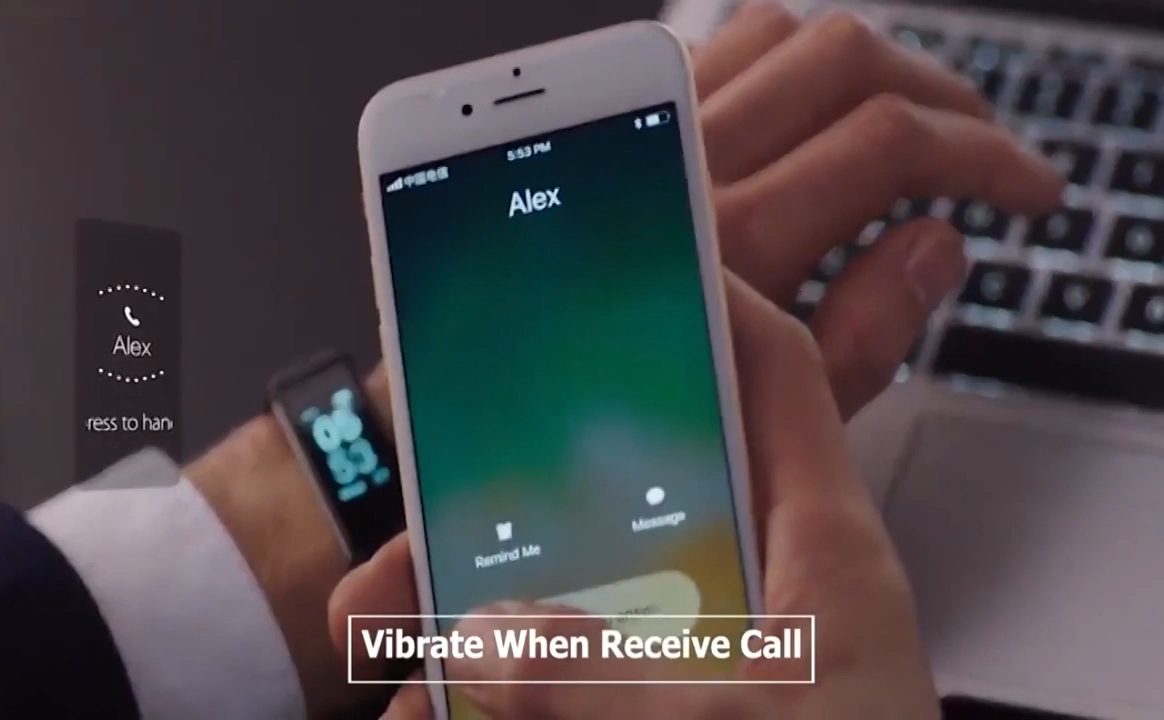 中国电信
5:53 PM
Alex
Alex
ress to han
Remind Me
Message
Vibrate When Receive Call